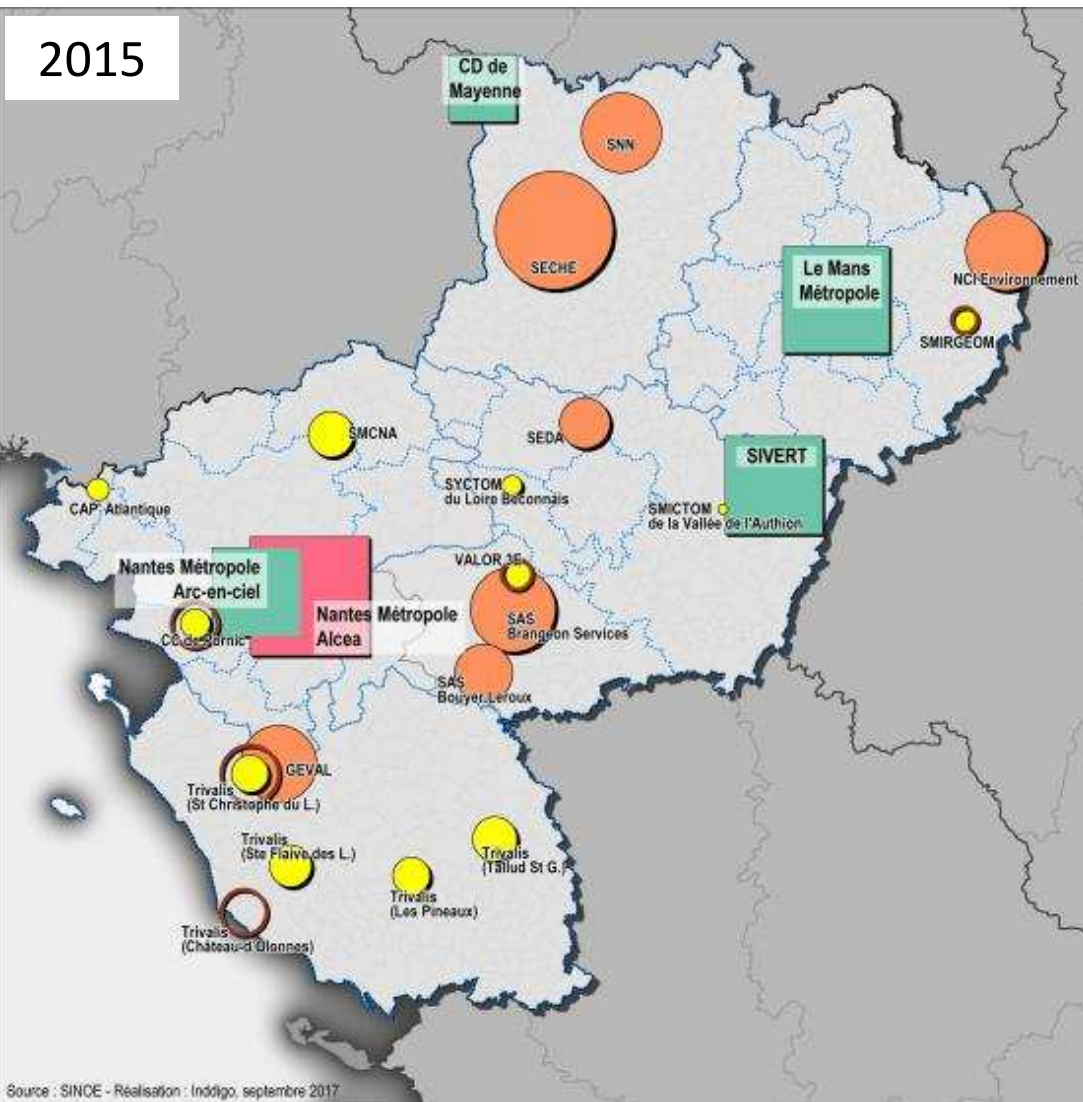 2015
CD de
Mayenne
SNN
SECHE
Le Mans
Métropole
NCI Environnement
SMIRGEOM
SMCNA
SEDA
SIVERT
SYCTOM
du Loire Béconnais
CAP Atlantique
SMICTOM
de la Vallée de l'Authion
Nantes Métropole
Arc-en-ciel
VALOR 3E
Nantes Métropole
Alcea
SAS
Brangeon Services
CC de Pornic
SAS
Bouyer Leroux
GEVAL
Trivalis
(St Christophe du L.)
Trivalis
(Ste Flaive des L.)
Trivalis
(Tallud St G.)
Trivalis
(Les Pineaux)
Trivalis
(Château-d'Olonnes)
Source : SINOE - Réalisation : Inddigo, septembre 2017